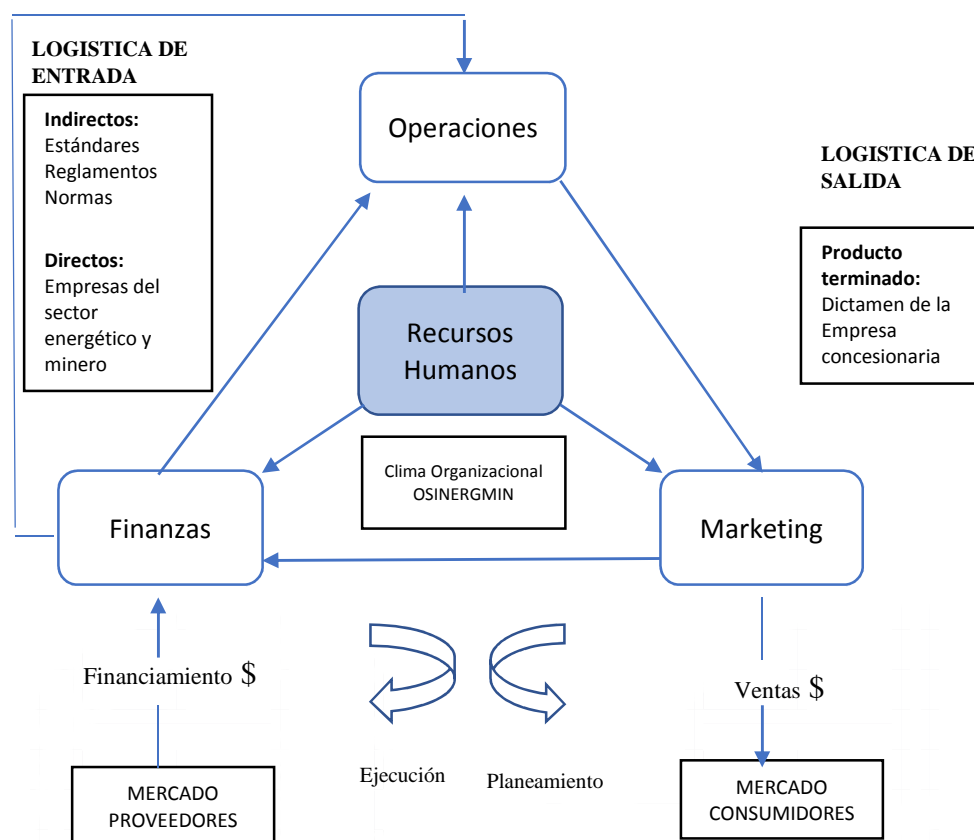 LOGISTICA DE
ENTRADA
Indirectos:
Estándares
Reglamentos
Normas
Directos:
Empresas del
sector
energético y
minero
Operaciones
LOGISTICA DE
SALIDA
Producto
terminado:
Dictamen de la
Empresa
concesionaria
Recursos
Humanos
Clima Organizacional
OSINERGMIN
Finanzas
Marketing
Financiamiento $
Ventas $
Ejecución
Planeamiento
MERCADO
PROVEEDORES
MERCADO
CONSUMIDORES